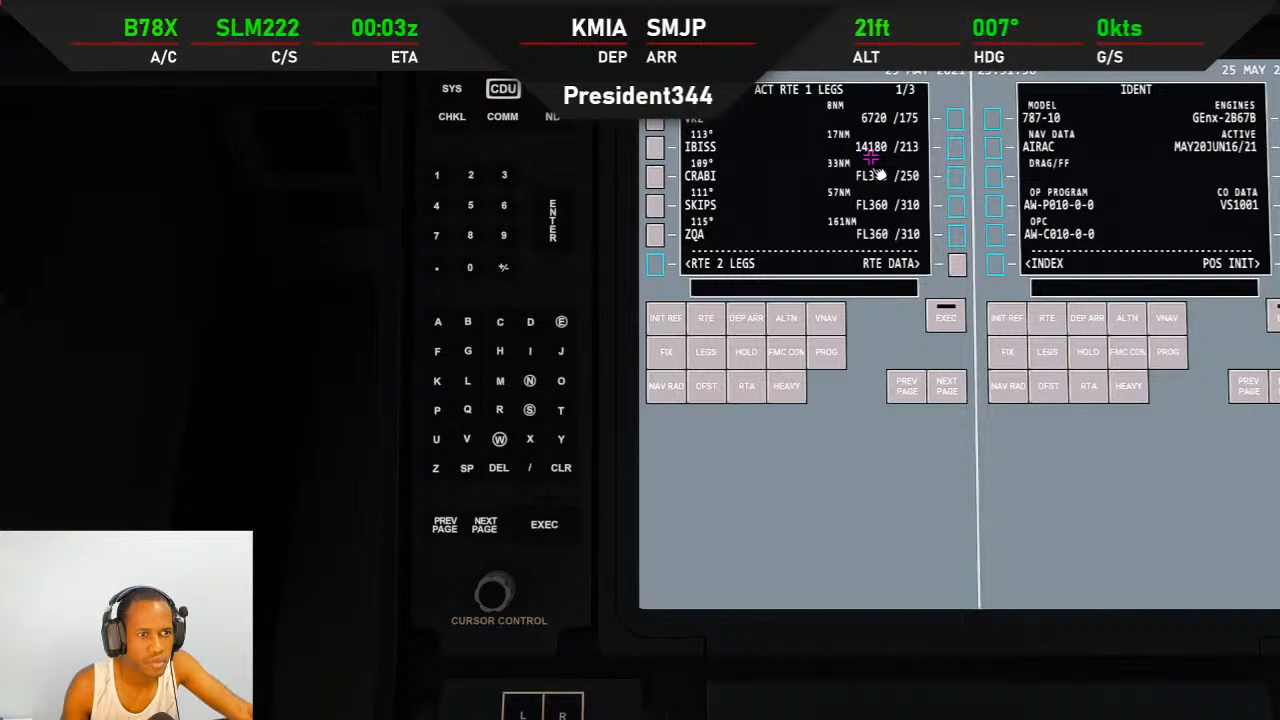 B78X SLM222 00:03z KMIA SMJP 21ft 007° 0kts
A/C C/S ETA DEP ARR ALT HDG G/S
President344
SYS CDU
CHKL COMM
1 2 3
4 5 6
7 8 9
. 0 +/-
ENTER
A B C D E
F G H I J
K L M N O
P Q R S T
U V W X Y
Z SP DEL / CLR
PREV PAGE NEXT PAGE EXEC
CURSOR CONTROL
L R
ACT RTE 1 LEGS 1/3
8NM
6720 /175
113° 17NM
IBISS 14180 /213
109° 33NM
CRABI /250
111° 57NM
SKIPS FL360 /310
115° 161NM
ZQA FL360 /310
<RTE 2 LEGS RTE DATA>
INIT REF RTE DEP ARR ALTN VNAV EXEC
FIX LEGS HOLD FMC COM PROG
NAV RAD OFST RTA HEAVY PREV PAGE NEXT PAGE
25 MAY 2
IDENT
MODEL ENGINES
787-10 GEnx-2B67B
NAV DATA ACTIVE
AIRAC MAY20JUN16/21
DRAG/FF
OP PROGRAM CO DATA
AW-P010-0-0 VS1001
OPC
AW-C010-0-0
<INDEX POS INIT>
INIT REF RTE DEP ARR ALTN VNAV
FIX LEGS HOLD FMC COM PROG
NAV RAD OFST RTA HEAVY PREV PAGE NEXT PAGE